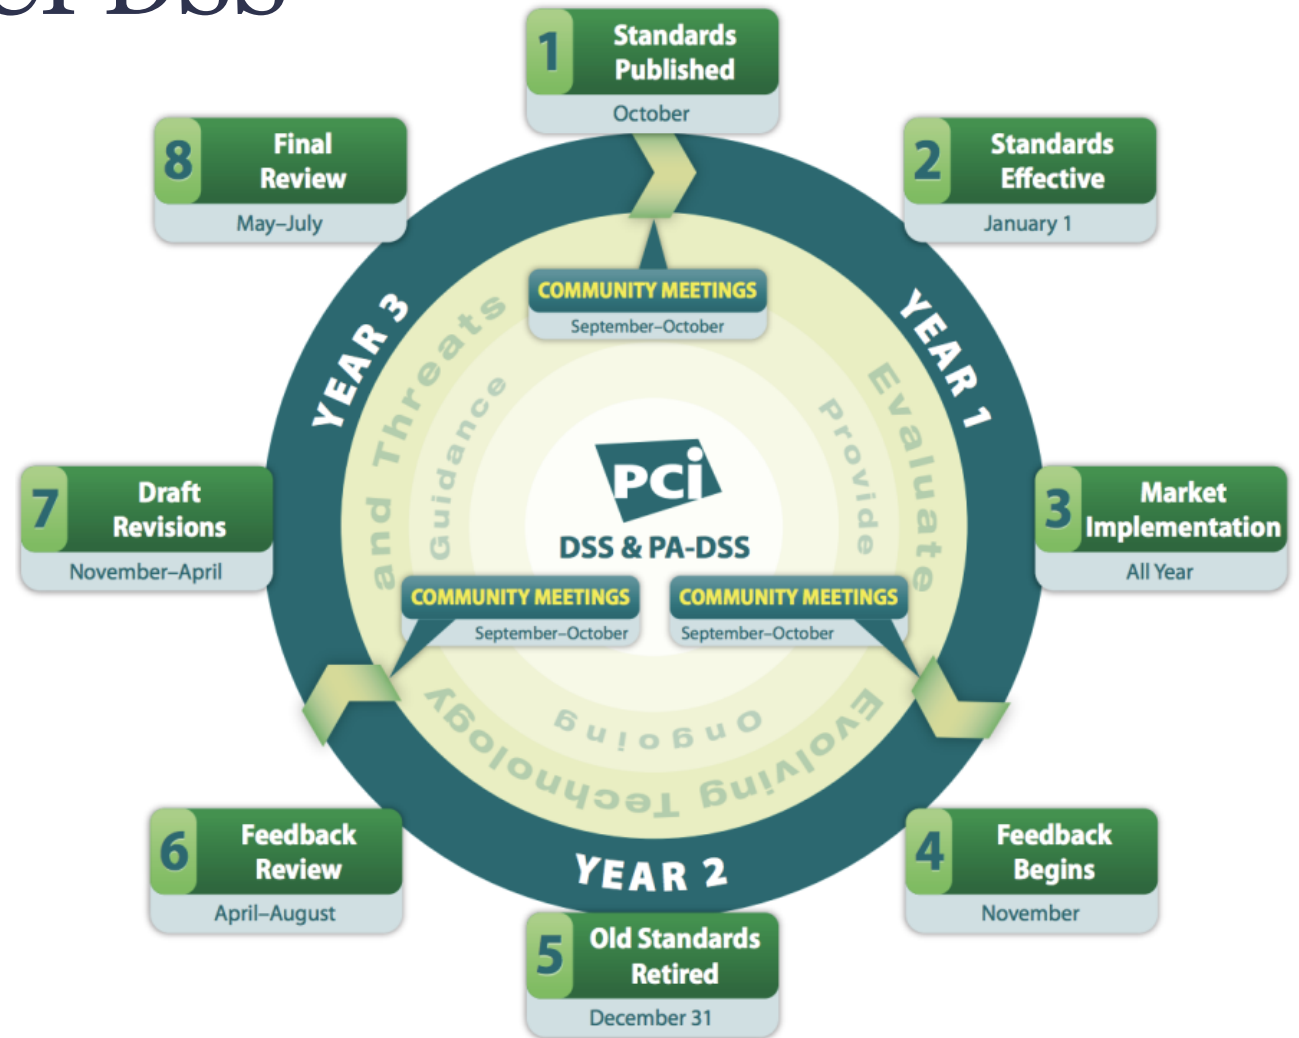 CI DSS
1
Standards
Published
October
8
Final
Review
May–July
2
Standards
Effective
January 1
COMMUNITY MEETINGS
September–October
YEAR 3
YEAR 1
and Threats
Guidance
Evaluate
Provide
PCi
DSS & PA-DSS
7
Draft
Revisions
November–April
3
Market
Implementation
All Year
COMMUNITY MEETINGS
September–October
COMMUNITY MEETINGS
September–October
Ongoing
Evolving Technology
YEAR 2
6
Feedback
Review
April–August
4
Feedback
Begins
November
5
Old Standards
Retired
December 31